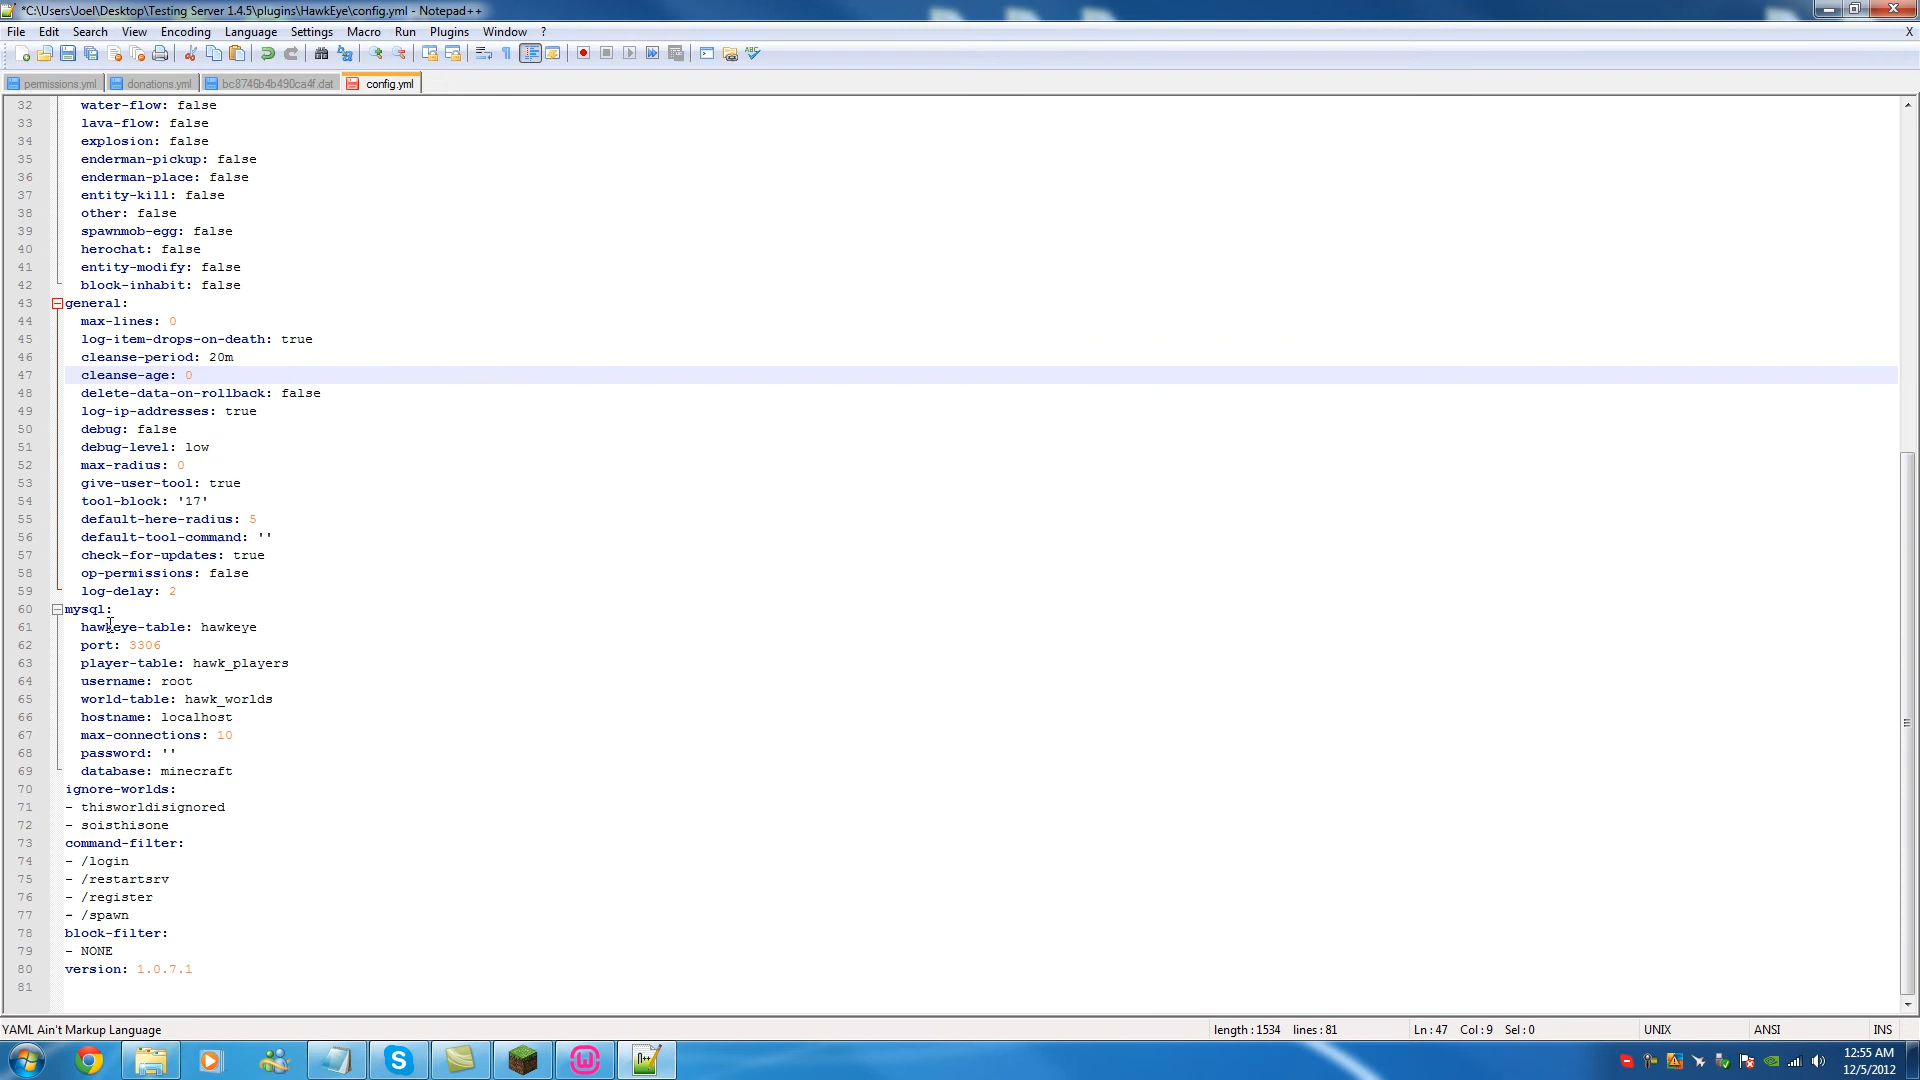 *C:\Users\Joel\Desktop\Testing Server 1.4.5\plugins\HawkEye\config.yml - Notepad++
File Edit Search View Encoding Language Settings Macro Run Plugins Window ? X
permissions.yml donations.yml bc8746b4b490ca4f.dat config.yml
32 water-flow: false
33 lava-flow: false
34 explosion: false
35 enderman-pickup: false
36 enderman-place: false
37 entity-kill: false
38 other: false
39 spawnmob-egg: false
40 herochat: false
41 entity-modify: false
42 block-inhabit: false
43 general:
44 max-lines: 0
45 log-item-drops-on-death: true
46 cleanse-period: 20m
47 cleanse-age: 0
48 delete-data-on-rollback: false
49 log-ip-addresses: true
50 debug: false
51 debug-level: low
52 max-radius: 0
53 give-user-tool: true
54 tool-block: '17'
55 default-here-radius: 5
56 default-tool-command: ''
57 check-for-updates: true
58 op-permissions: false
59 log-delay: 2
60 mysql:
61 hawkeye-table: hawkeye
62 port: 3306
63 player-table: hawk_players
64 username: root
65 world-table: hawk_worlds
66 hostname: localhost
67 max-connections: 10
68 password: ''
69 database: minecraft
70 ignore-worlds:
71 - thisworldisignored
72 - soisthisone
73 command-filter:
74 - /login
75 - /restartsrv
76 - /register
77 - /spawn
78 block-filter:
79 - NONE
80 version: 1.0.7.1
81
YAML Ain't Markup Language length : 1534 lines : 81 Ln : 47 Col : 9 Sel : 0 UNIX ANSI INS
12:55 AM
12/5/2012